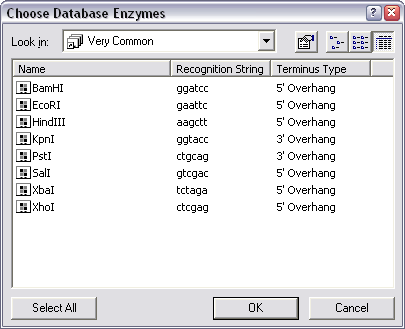 Choose Database Enzymes
Look in: Very Common
Name Recognition String Terminus Type
BamHI ggatcc 5' Overhang
EcoRI gaattc 5' Overhang
HindIII aagctt 5' Overhang
KpnI ggtacc 3' Overhang
PstI ctgcag 3' Overhang
SalI gtcgac 5' Overhang
XbaI tctaga 5' Overhang
XhoI ctcgag 5' Overhang
Select All OK Cancel